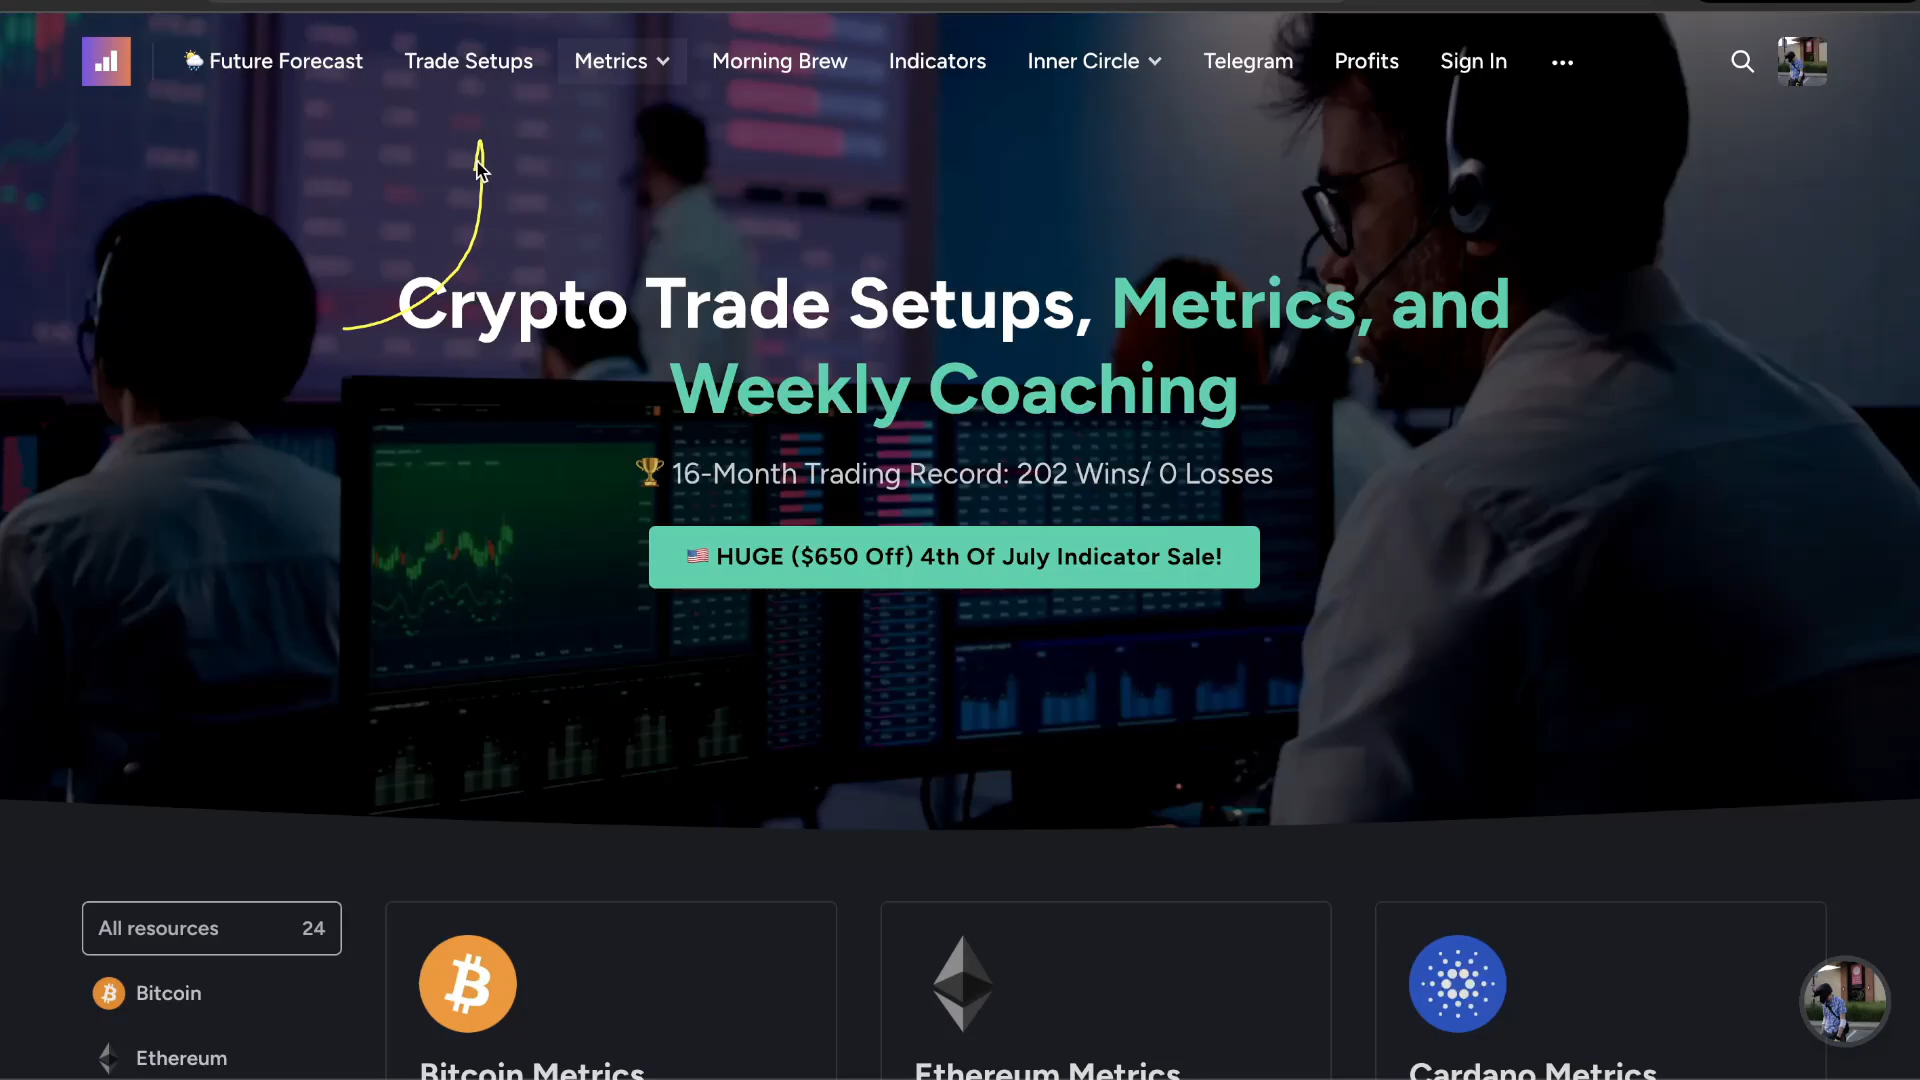 🌦️ Future Forecast
Trade Setups
Metrics
Morning Brew
Indicators
Inner Circle
Telegram
Profits
Sign In
Crypto Trade Setups, Metrics, and
Weekly Coaching
🏆 16-Month Trading Record: 202 Wins/ 0 Losses
🇺🇸 HUGE ($650 Off) 4th Of July Indicator Sale!
All resources 24
Bitcoin
Ethereum
Bitcoin Metrics
Ethereum Metrics
Cardano Metrics